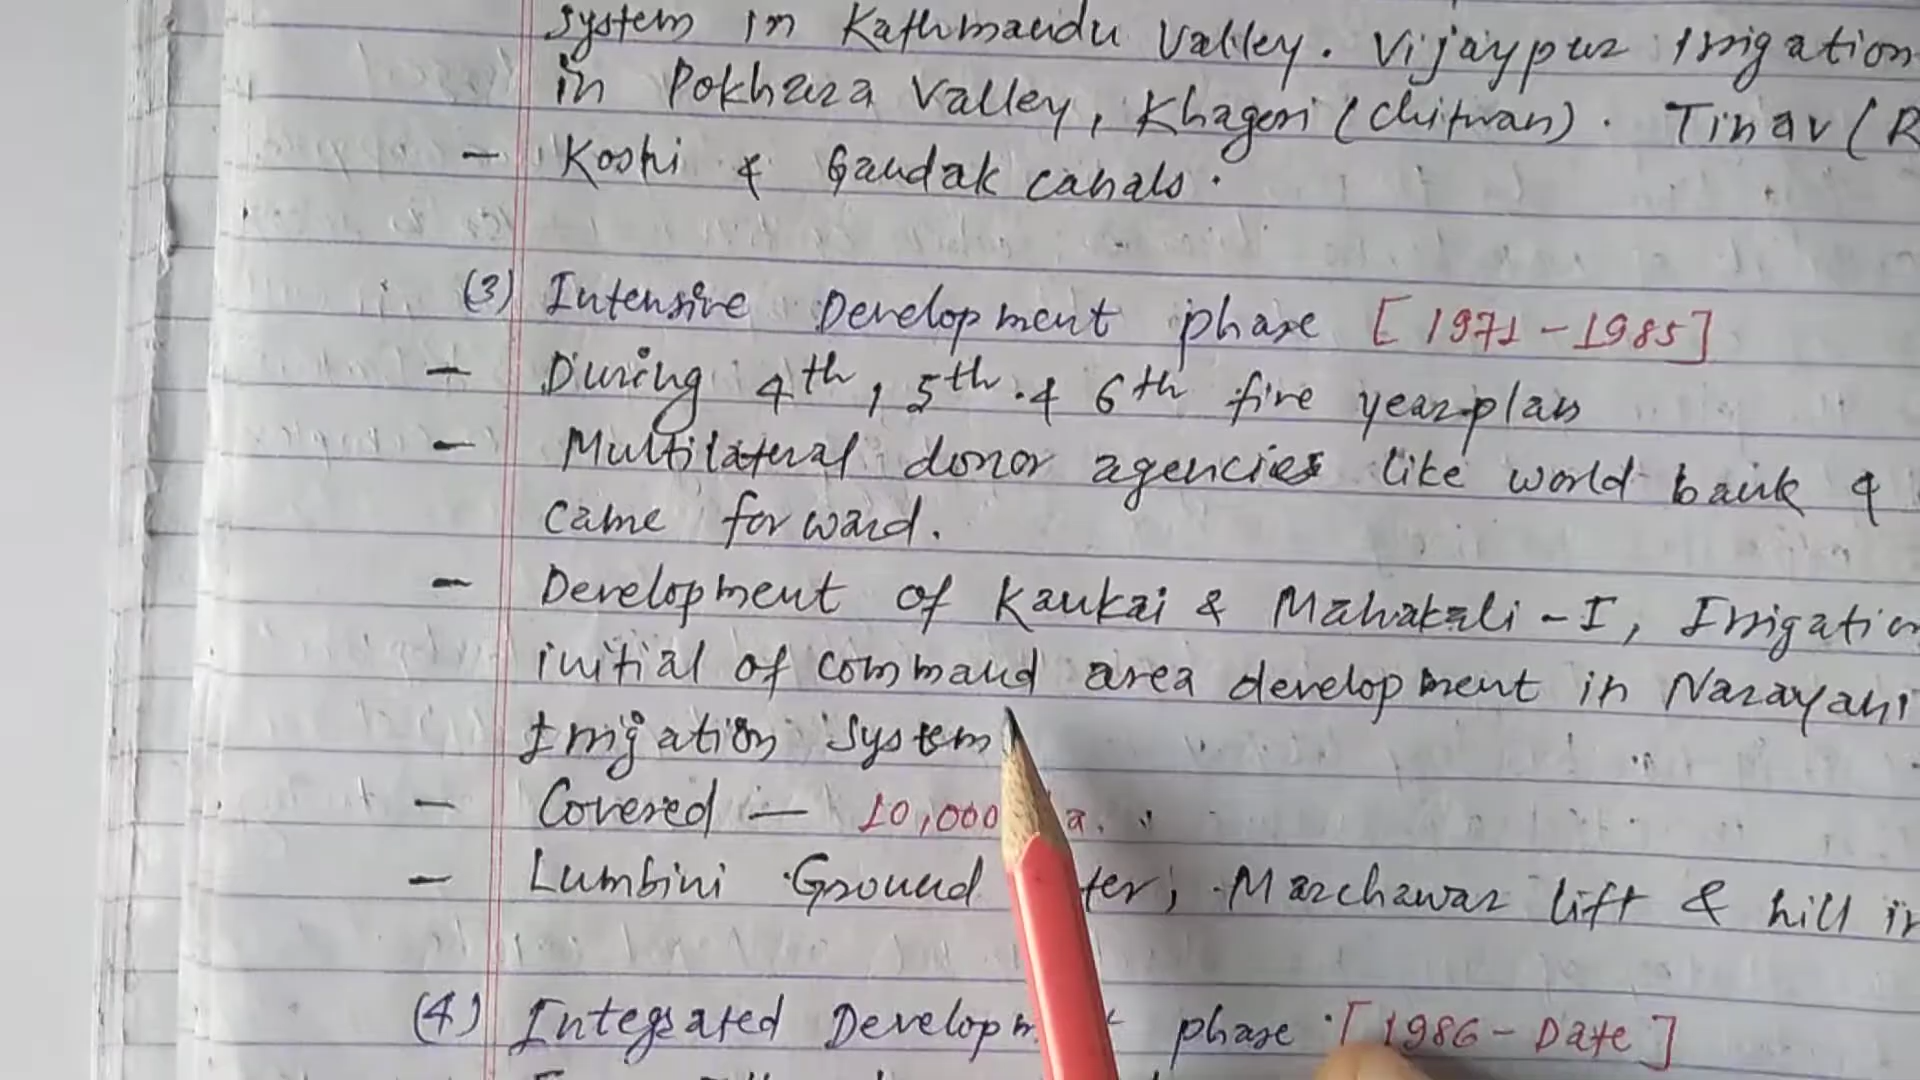 system in Kathmandu Valley. Vijaypur Irrigation
in Pokhara Valley, Khageri (Chitwan). Tinav (R
- Koshi & Gandak canals.
(3) Intensive Development phase [1971-1985]
- During 4th, 5th & 6th five year plan
- Multilateral donor agencies like world bank &
came forward.
- Development of Kankai & Mahakali-I, Irrigation
initial of command area development in Narayani
Irrigation System
- Covered - 10,000 a.
- Lumbini Ground ter, Marchawar lift & hill ir
(4) Integrated Developm t phase [1986- Date]